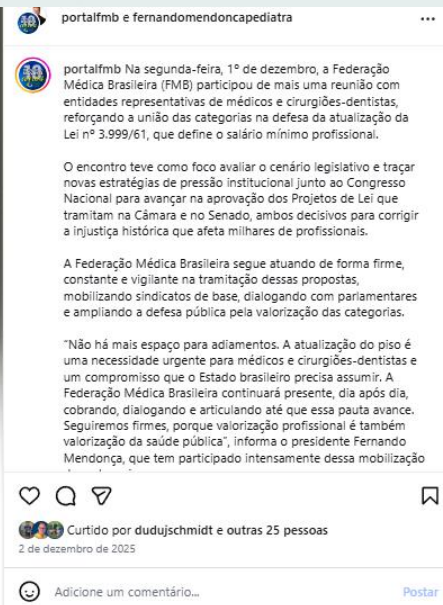 portalfmb e fernandomendoncapediatra
portalfmb Na segunda-feira, 1º de dezembro, a Federação
Médica Brasileira (FMB) participou de mais uma reunião com
entidades representativas de médicos e cirurgiões-dentistas,
reforçando a união das categorias na defesa da atualização da
Lei nº 3.999/61, que define o salário mínimo profissional.
O encontro teve como foco avaliar o cenário legislativo e traçar
novas estratégias de pressão institucional junto ao Congresso
Nacional para avançar na aprovação dos Projetos de Lei que
tramitam na Câmara e no Senado, ambos decisivos para corrigir
a injustiça histórica que afeta milhares de profissionais.
A Federação Médica Brasileira segue atuando de forma firme,
constante e vigilante na tramitação dessas propostas,
mobilizando sindicatos de base, dialogando com parlamentares
e ampliando a defesa pública pela valorização das categorias.
"Não há mais espaço para adiamentos. A atualização do piso é
uma necessidade urgente para médicos e cirurgiões-dentistas e
um compromisso que o Estado brasileiro precisa assumir. A
Federação Médica Brasileira continuará presente, dia após dia,
cobrando, dialogando e articulando até que essa pauta avance.
Seguiremos firmes, porque valorização profissional é também
valorização da saúde pública", informa o presidente Fernando
Mendonça, que tem participado intensamente dessa mobilização
Curtido por dudujschmidt e outras 25 pessoas
2 de dezembro de 2025
Adicione um comentário...
Postar